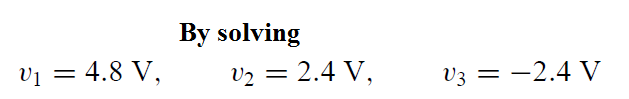 By solving
v₁ = 4.8 V, v₂ = 2.4 V, v₃ = −2.4 V